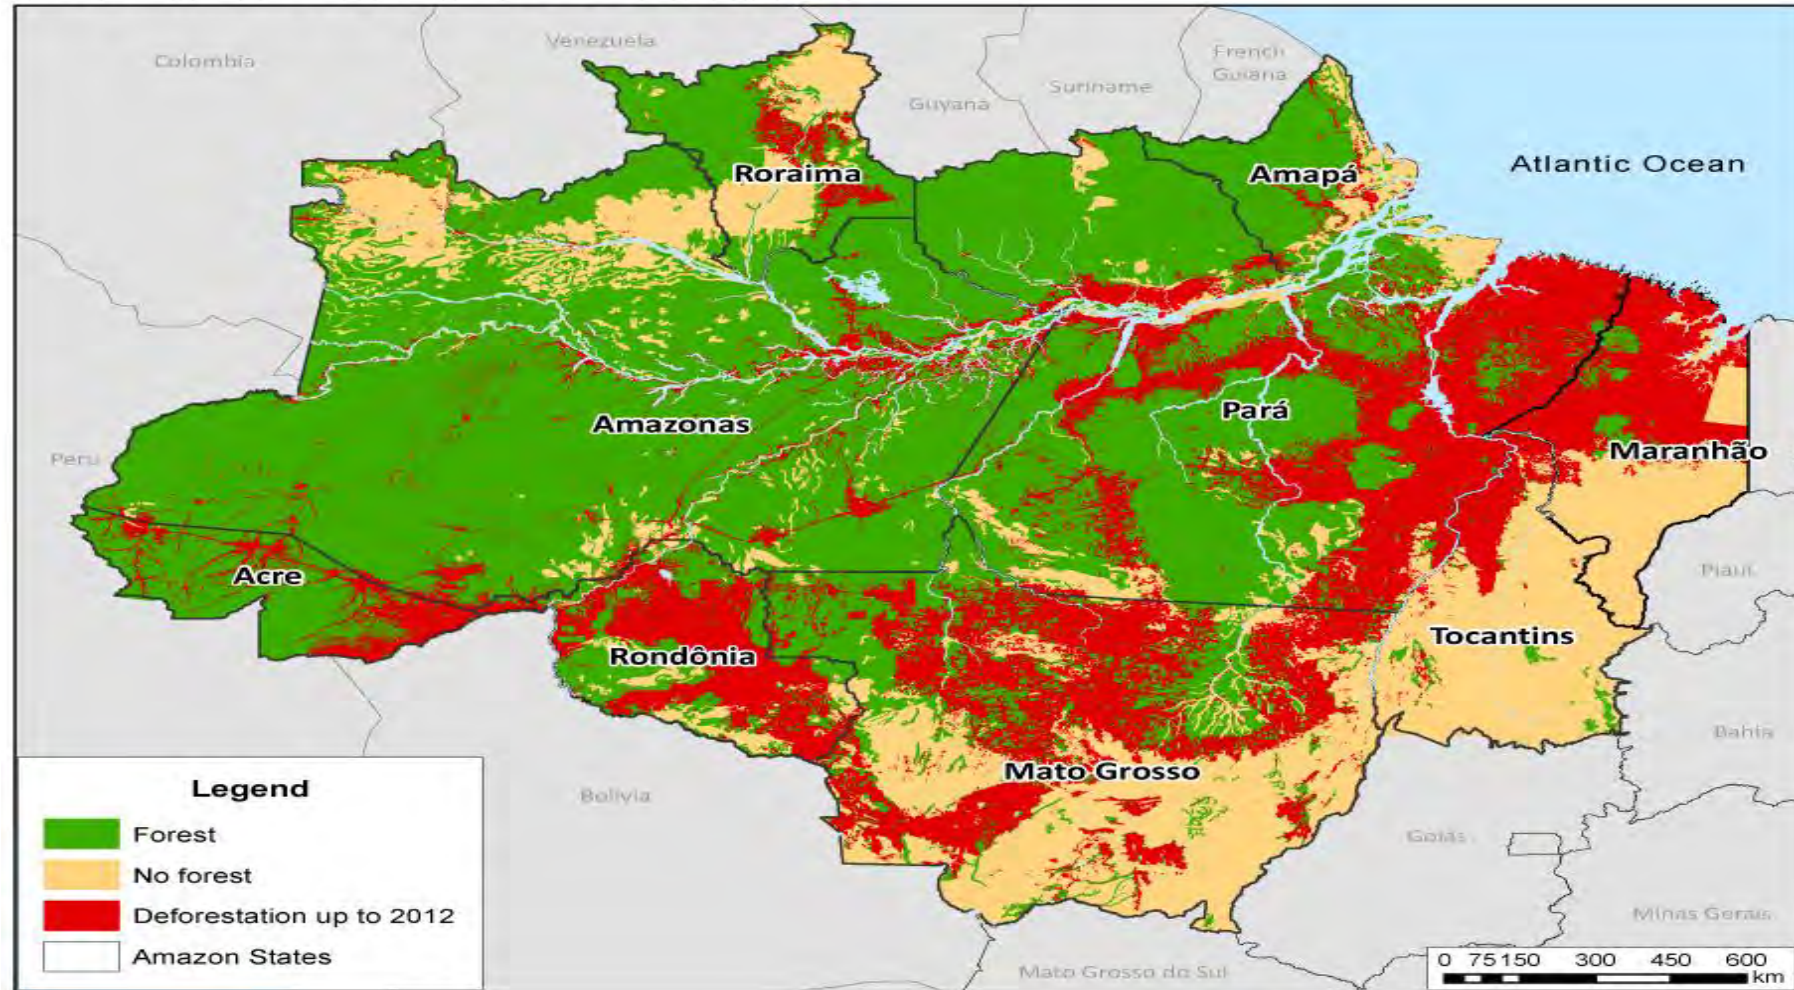 Colombia
Venezuela
Guyana
Suriname
French
Guiana
Atlantic Ocean
Roraima
Amapá
Amazonas
Pará
Maranhão
Peru
Acre
Rondônia
Tocantins
Mato Grosso
Piauí
Bahia
Bolivia
Goiás
Minas Gerais
Mato Grosso do Sul
Legend
Forest
No forest
Deforestation up to 2012
Amazon States
0 75 150 300 450 600
km